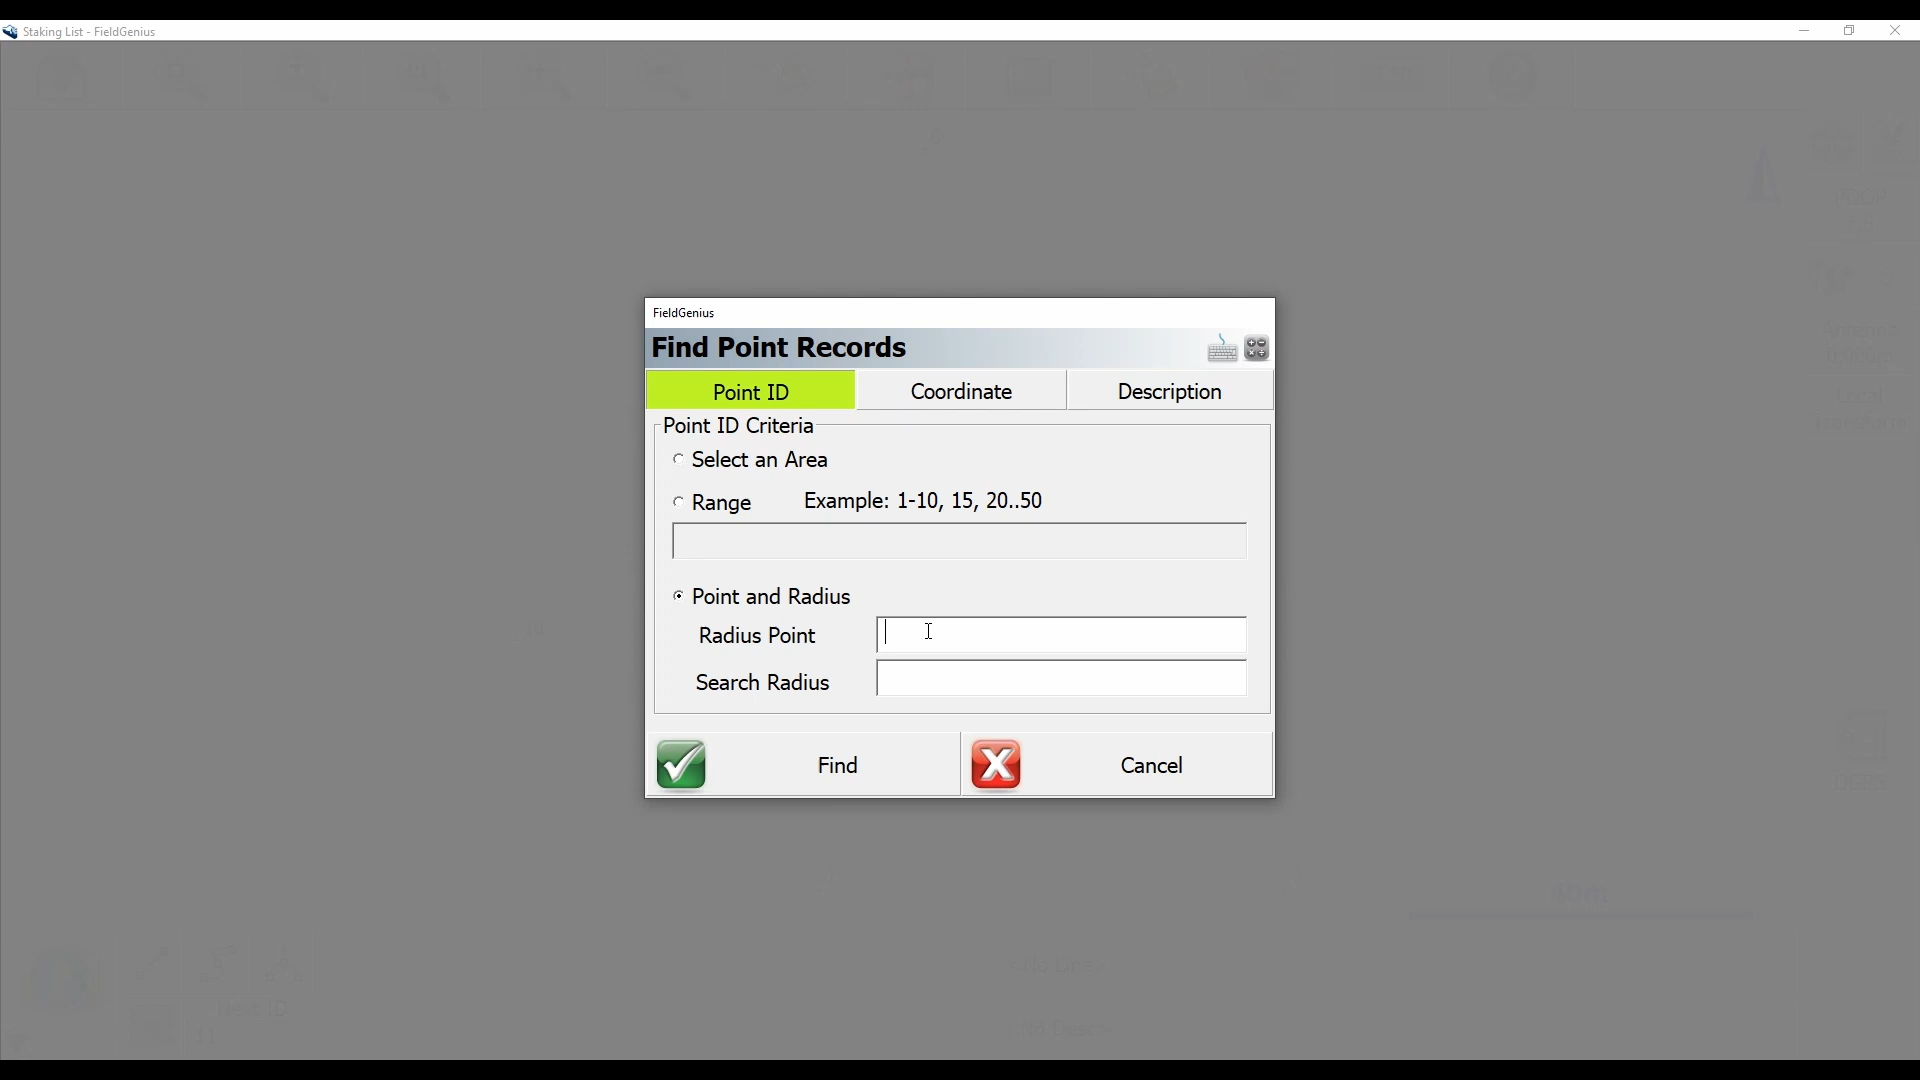 Staking List - FieldGenius
FieldGenius
Find Point Records
Point ID
Coordinate
Description
Point ID Criteria
Select an Area
Range
Example: 1-10, 15, 20..50
Point and Radius
Radius Point
Search Radius
Find
Cancel